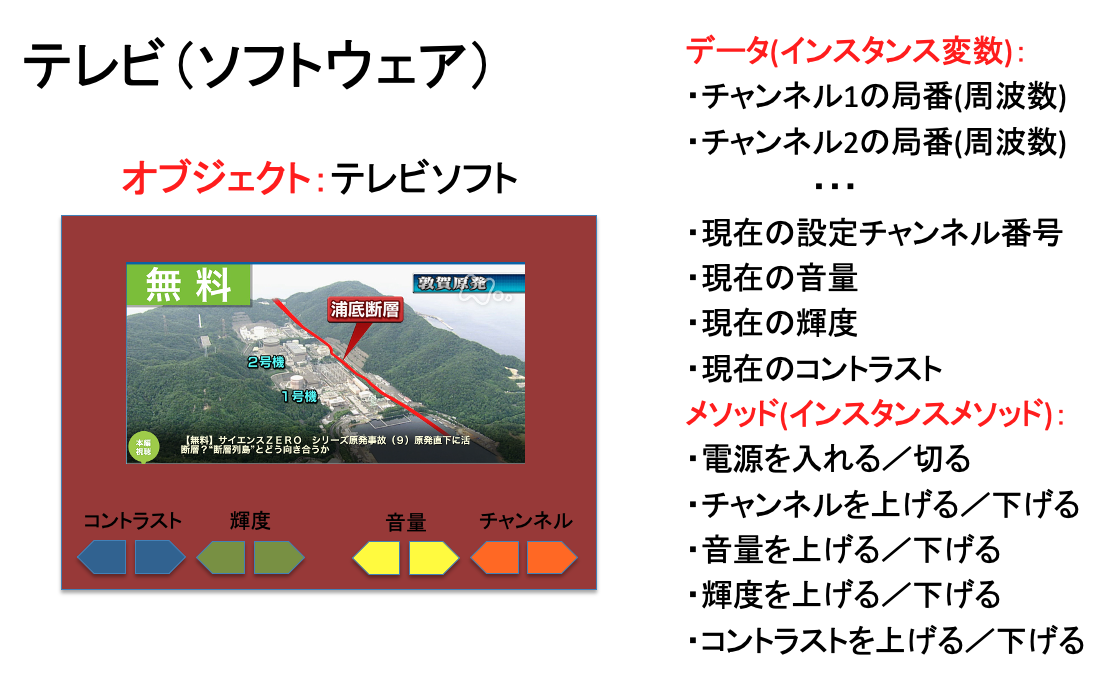 テレビ（ソフトウェア）
オブジェクト：テレビソフト
無料
敦賀原発
浦底断層
2号機
1号機
本編
視聴
【無料】サイエンスＺＥＲＯ　シリーズ原発事故（９）原発直下に活
断層？“断層列島”とどう向き合うか
コントラスト
輝度
音量
チャンネル
データ(インスタンス変数)：
・チャンネル1の局番(周波数)
・チャンネル2の局番(周波数)
・・・
・現在の設定チャンネル番号
・現在の音量
・現在の輝度
・現在のコントラスト
メソッド(インスタンスメソッド)：
・電源を入れる／切る
・チャンネルを上げる／下げる
・音量を上げる／下げる
・輝度を上げる／下げる
・コントラストを上げる／下げる